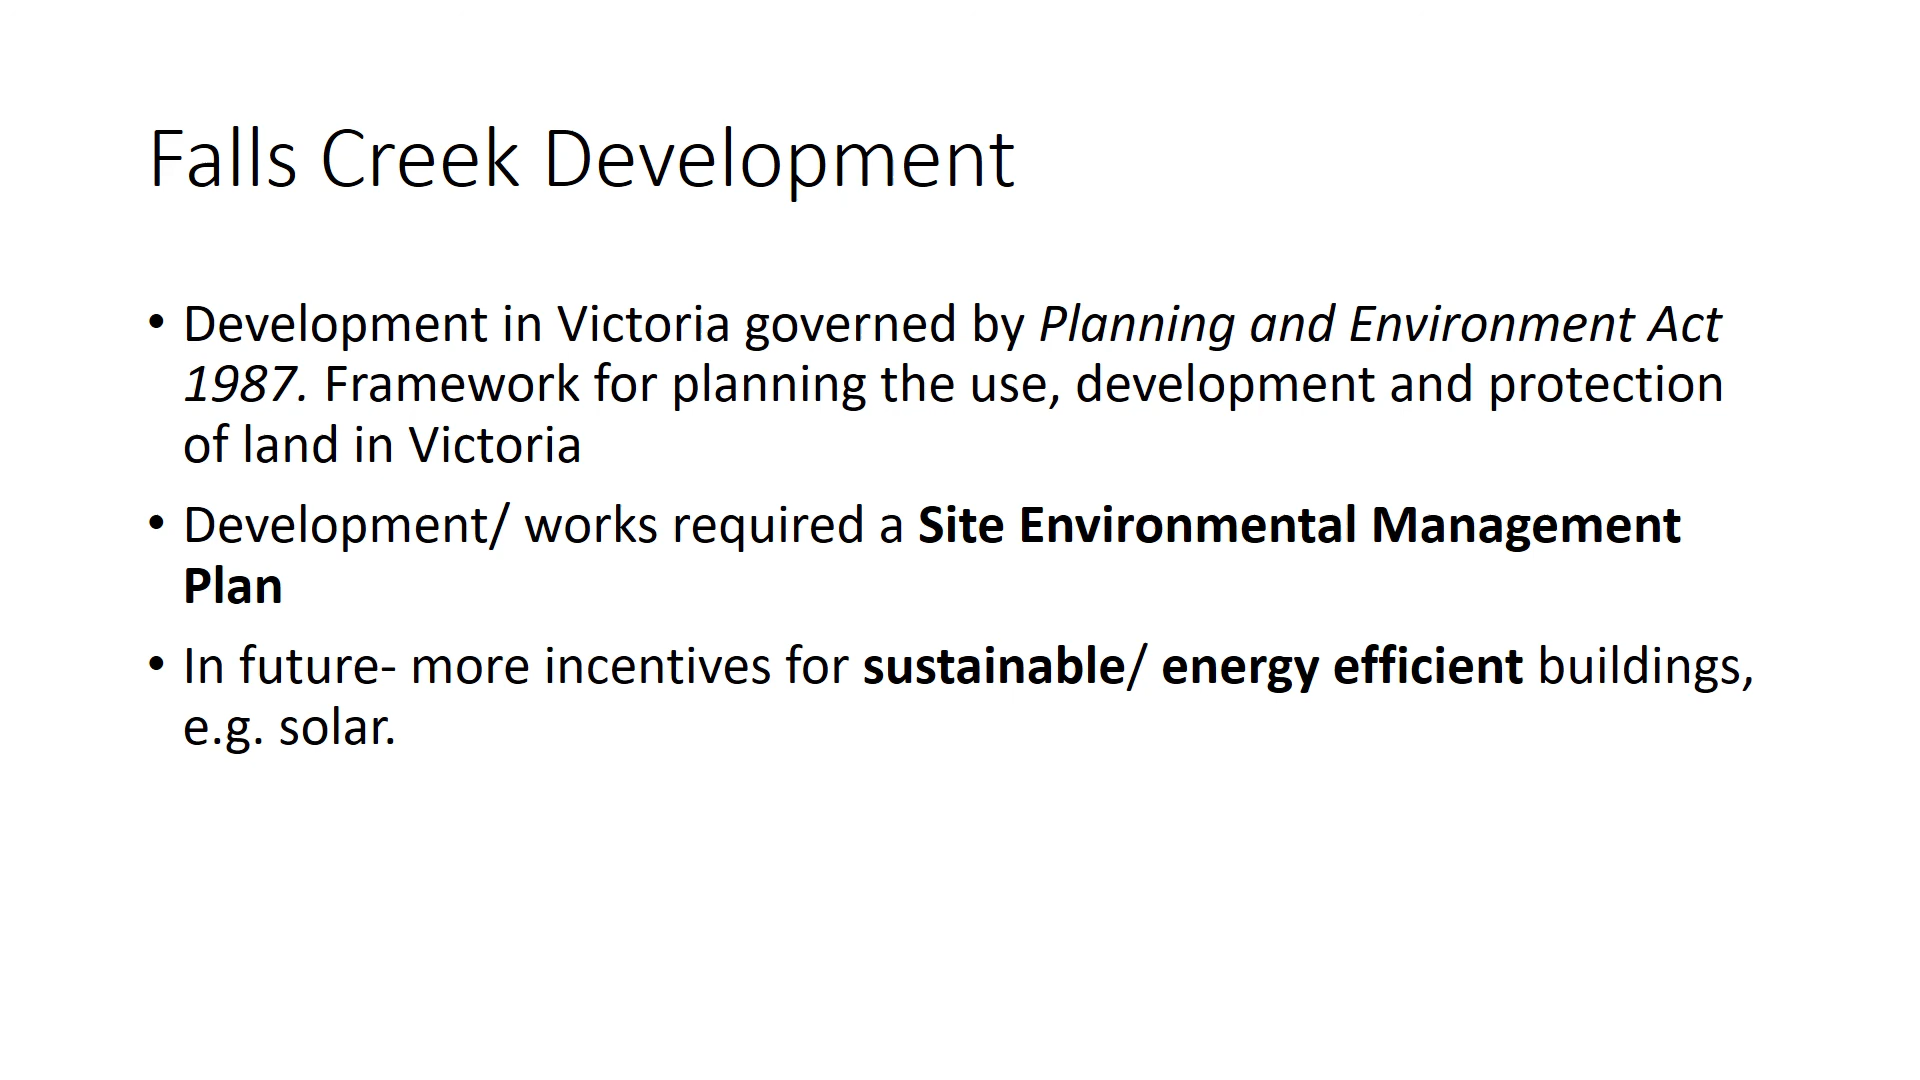 Falls Creek Development
• Development in Victoria governed by Planning and Environment Act
1987. Framework for planning the use, development and protection
of land in Victoria
• Development/ works required a Site Environmental Management
Plan
• In future- more incentives for sustainable/ energy efficient buildings,
e.g. solar.